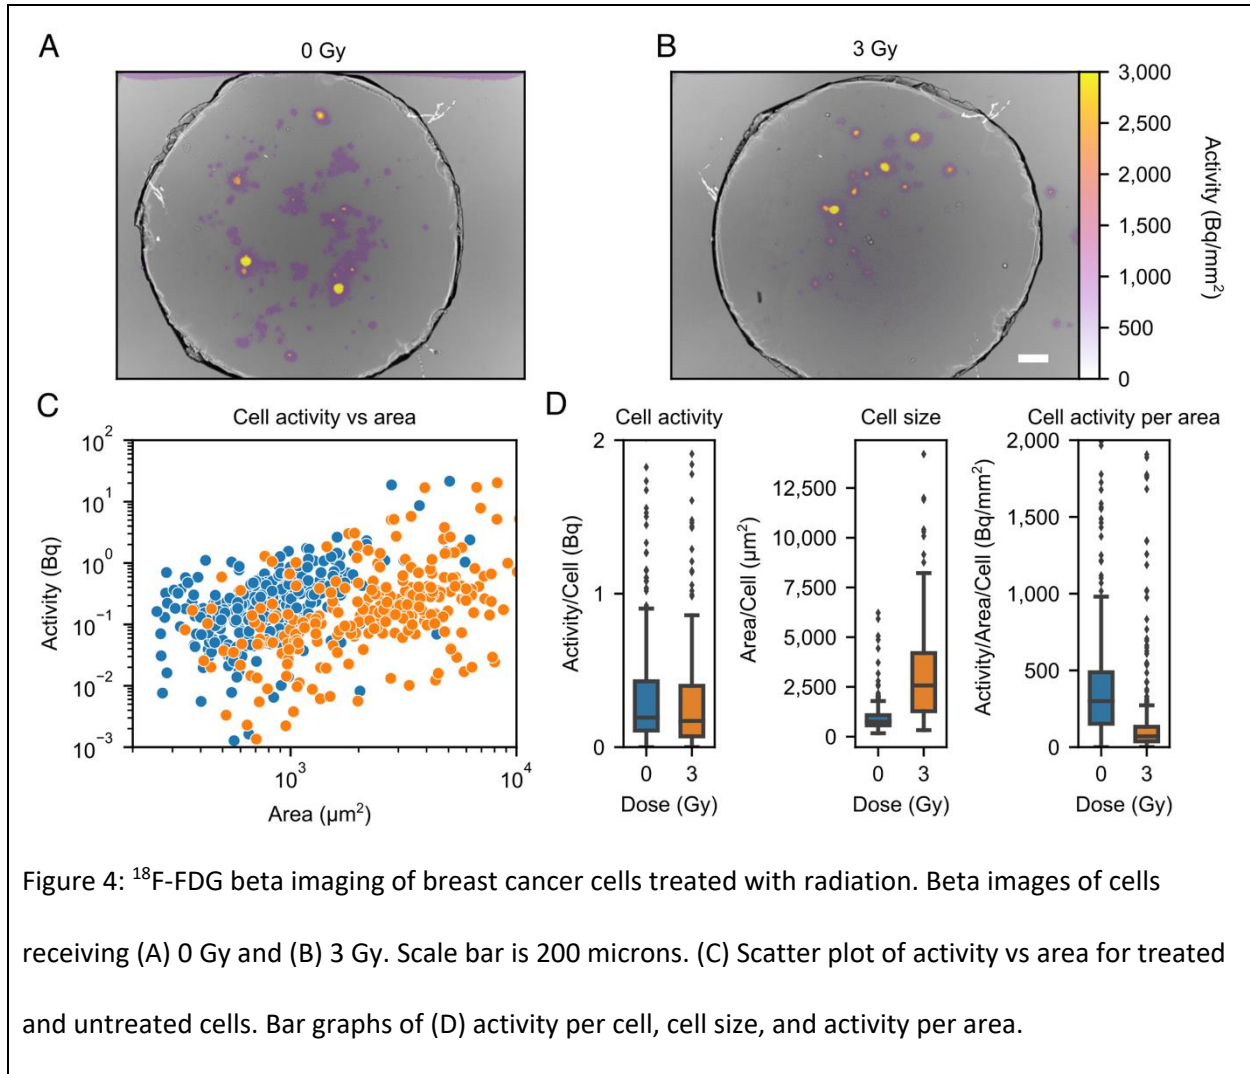 A
0 Gy
B
3 Gy
3,000
2,500
2,000
1,500
1,000
500
0
Activity (Bq/mm²)
C
Cell activity vs area
10²
10¹
10⁰
10⁻¹
10⁻²
10⁻³
Activity (Bq)
10³
10⁴
Area (µm²)
D
Cell activity
2
1
0
Activity/Cell (Bq)
0
3
Dose (Gy)
Cell size
12,500
10,000
7,500
5,000
2,500
0
Area/Cell (µm²)
0
3
Dose (Gy)
Cell activity per area
2,000
1,500
1,000
500
0
Activity/Area/Cell (Bq/mm²)
0
3
Dose (Gy)
Figure 4: ¹⁸F-FDG beta imaging of breast cancer cells treated with radiation. Beta images of cells
receiving (A) 0 Gy and (B) 3 Gy. Scale bar is 200 microns. (C) Scatter plot of activity vs area for treated
and untreated cells. Bar graphs of (D) activity per cell, cell size, and activity per area.